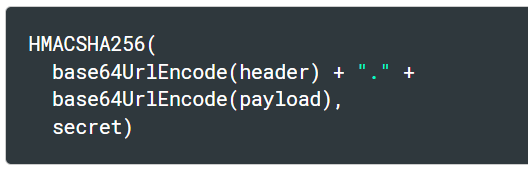 HMACSHA256(
base64UrlEncode(header) + "." +
base64UrlEncode(payload),
secret)